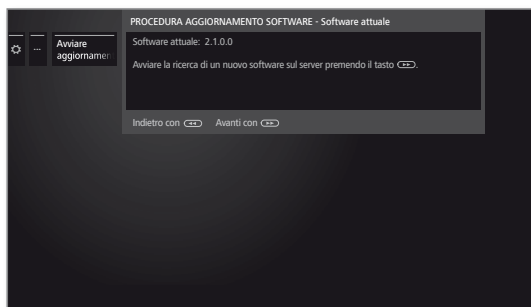 PROCEDURA AGGIORNAMENTO SOFTWARE - Software attuale
... Avviare
aggiornamen
Software attuale: 2.1.0.0
Avviare la ricerca di un nuovo software sul server premendo il tasto.
Indietro con Avanti con